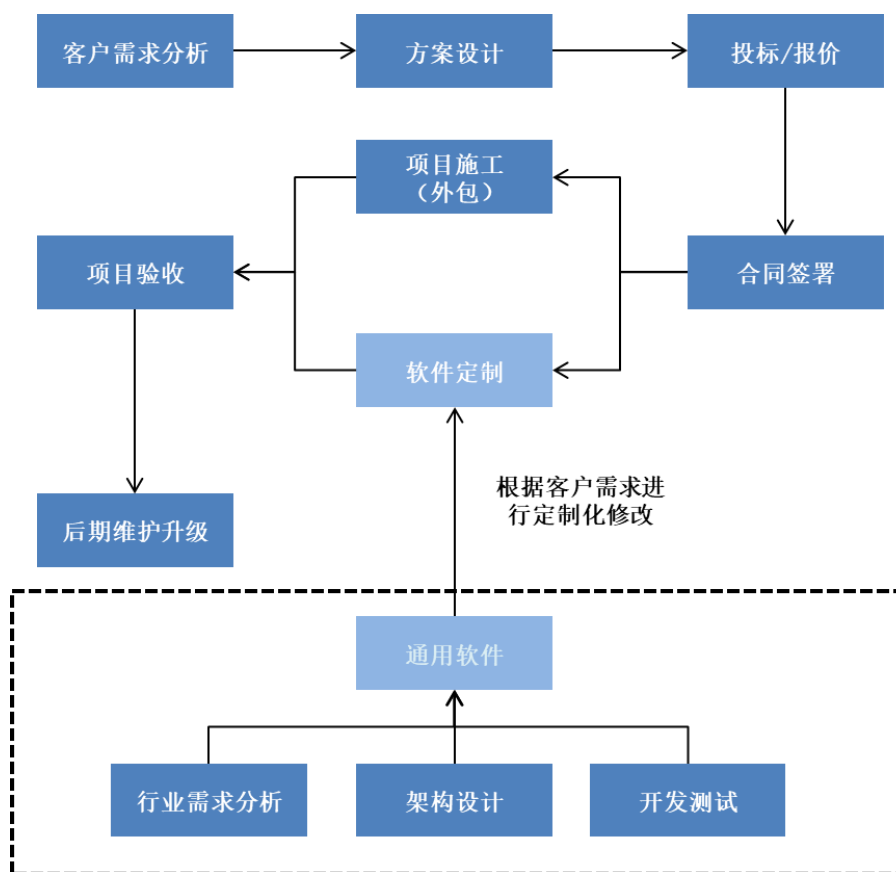 客户需求分析
方案设计
投标/报价
项目施工
（外包）
项目验收
合同签署
软件定制
根据客户需求进
行定制化修改
后期维护升级
通用软件
行业需求分析
架构设计
开发测试